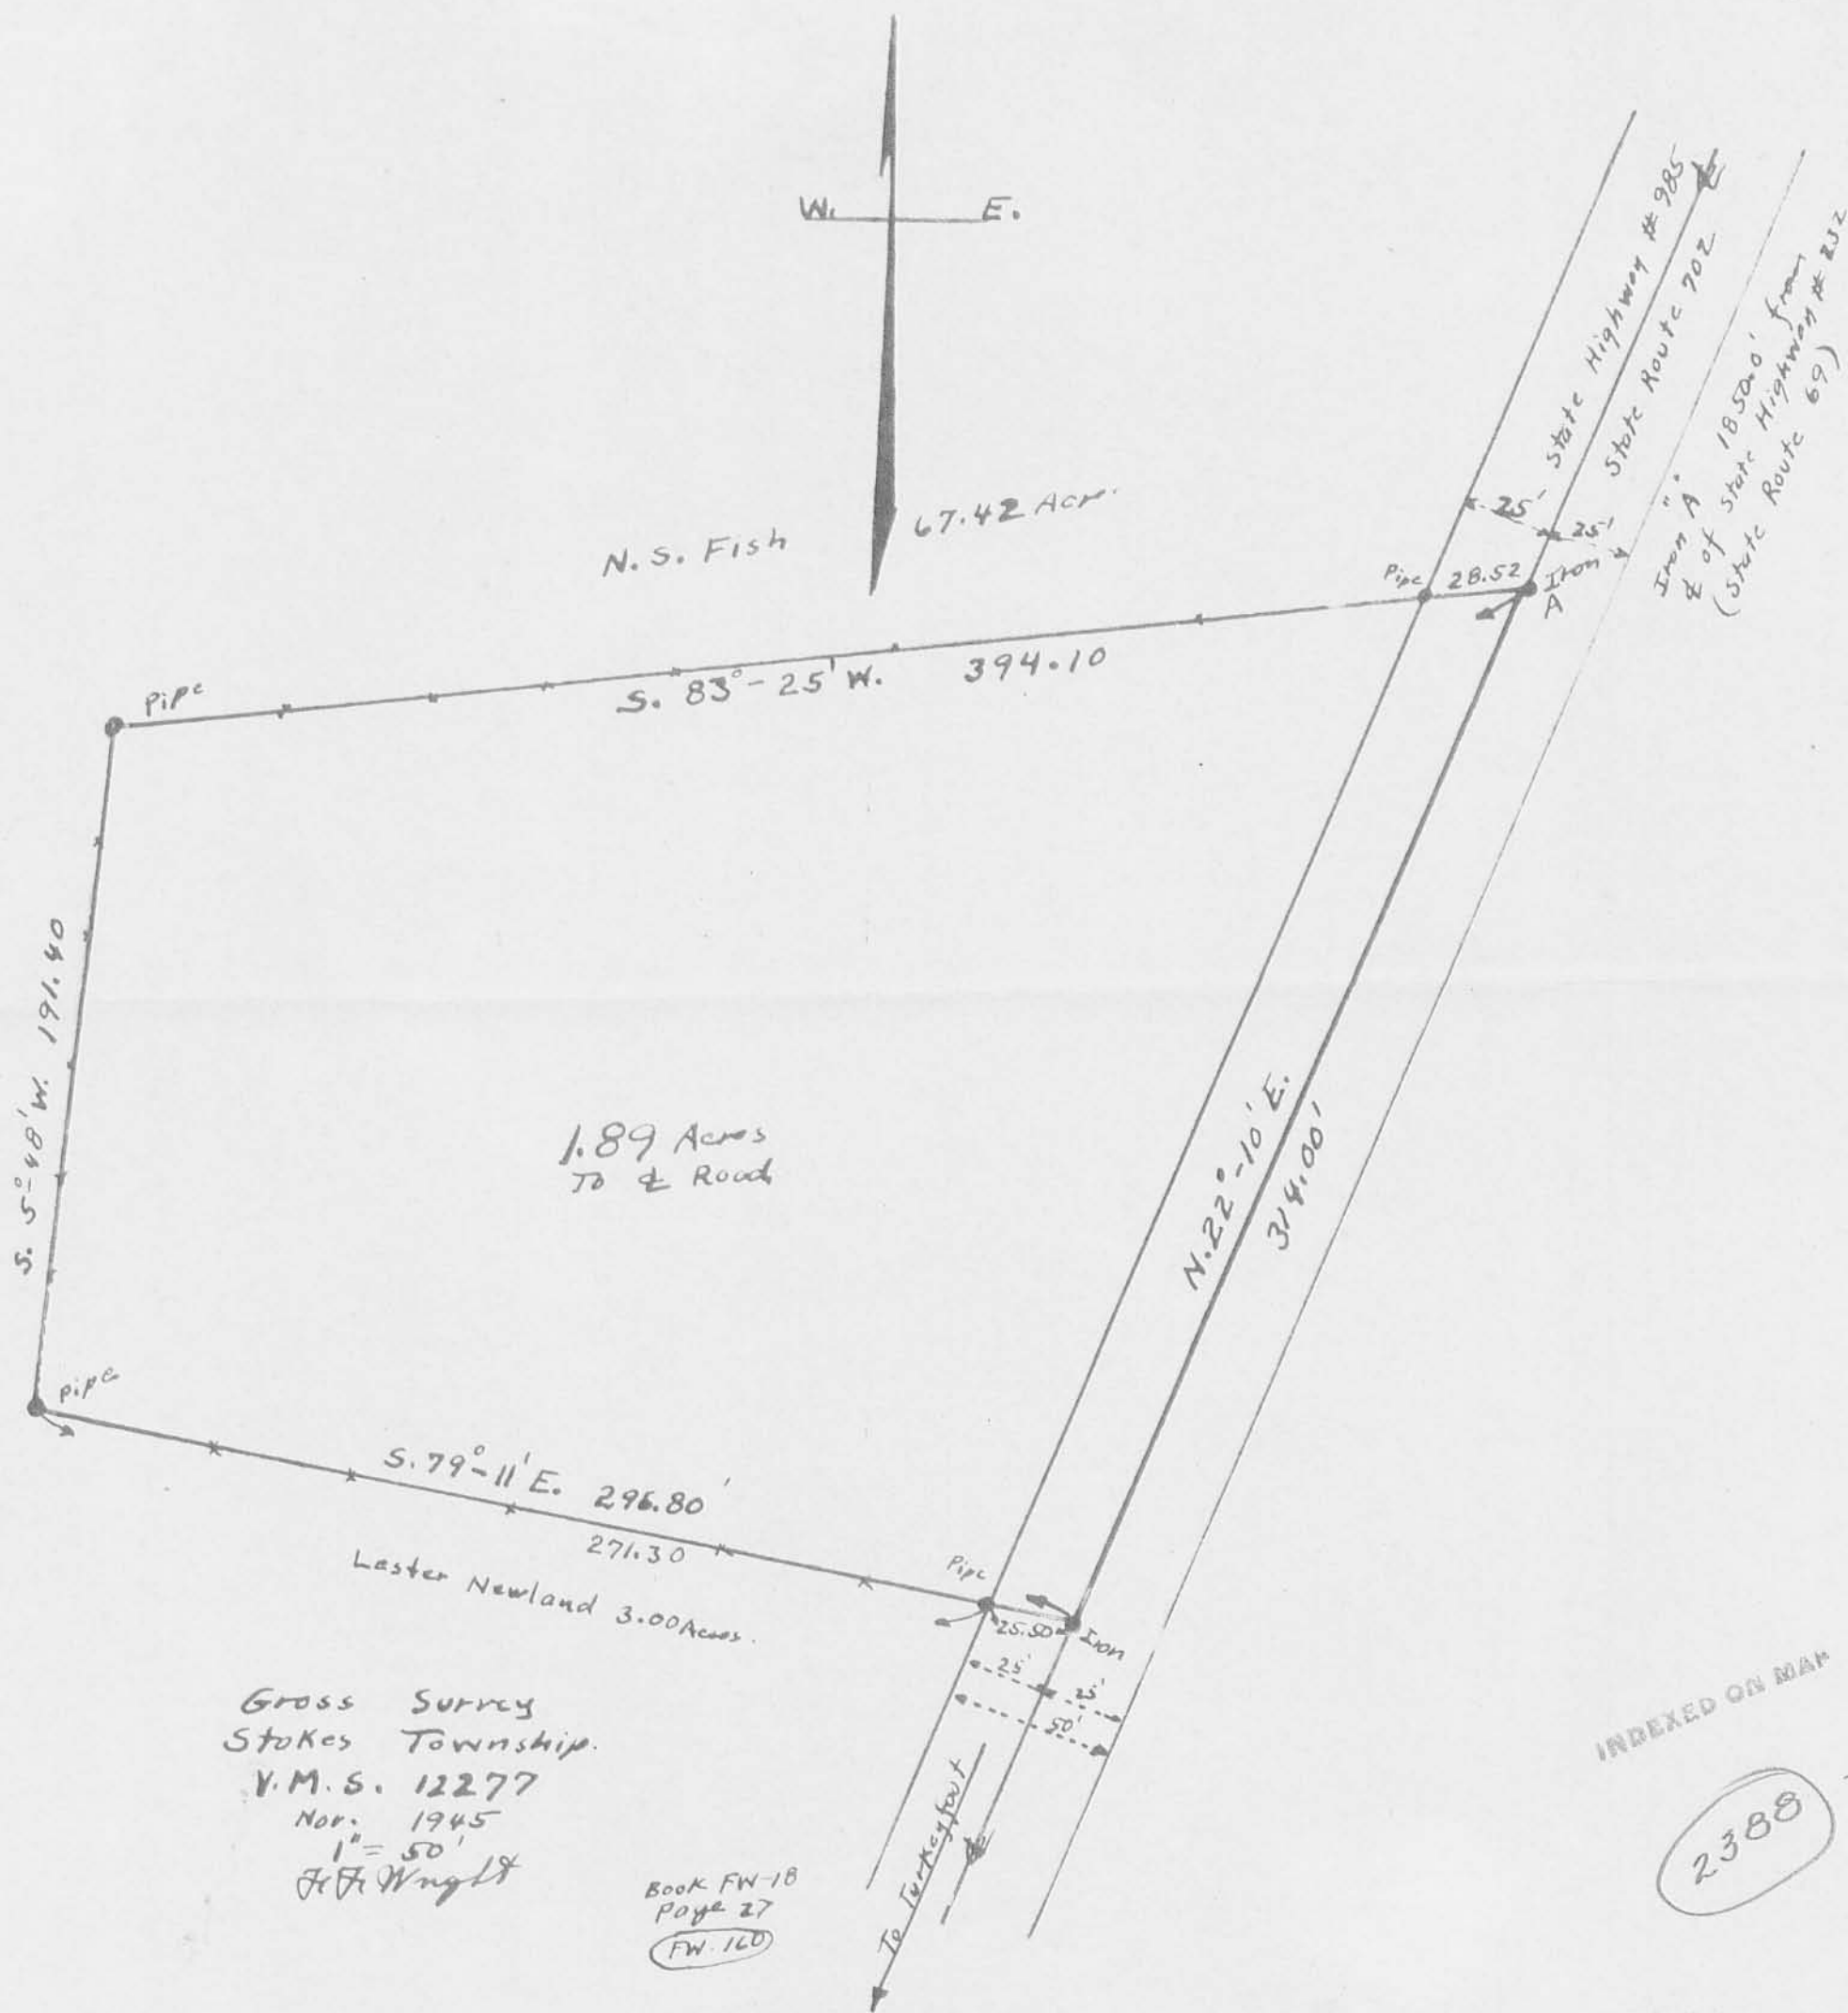 W. E.
State Highway # 985
State Route 702
Iron "A" 1850.0' from
℄ of State Highway # 232
(State Route 69)
N.S. Fish 67.42 Acr.
25' 25'
Pipe 28.52 Iron
A
Pipe
S. 83°-25' W. 394.10
S. 5°-48' W. 191.40
1.89 Acres
To ℄ Road
N. 22°-10' E.
314.00'
Pipe
S. 79°-11' E. 296.80'
271.30
Lester Newland 3.00 Acres.
Pipe
25.50 Iron
25' 25'
50'
℄
To Turkeyfoot
Gross Survey
Stokes Township.
V.M.S. 12277
Nov. 1945
1" = 50'
F.F. Wright
Book FW-18
Page 27
FW-160
INDEXED ON MAP
2388